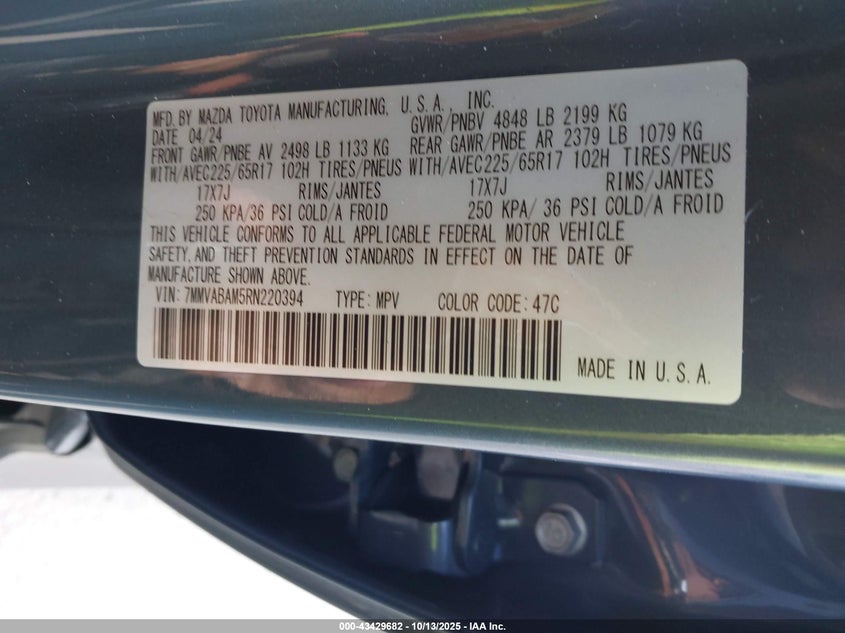 MFD. BY MAZDA TOYOTA MANUFACTURING, U.S.A., INC.
DATE 04/24 GVWR/PNBV 4848 LB 2199 KG
FRONT GAWR/PNBE AV 2498 LB 1133 KG REAR GAWR/PNBE AR 2379 LB 1079 KG
WITH/AVEC225/65R17 102H TIRES/PNEUS WITH/AVEC225/65R17 102H TIRES/PNEUS
17X7J RIMS/JANTES 17X7J RIMS/JANTES
250 KPA/36 PSI COLD/A FROID 250 KPA/ 36 PSI COLD/A FROID
THIS VEHICLE CONFORMS TO ALL APPLICABLE FEDERAL MOTOR VEHICLE
SAFETY, AND THEFT PREVENTION STANDARDS IN EFFECT ON THE DATE OF
MANUFACTURE SHOWN ABOVE.
VIN: 7MMVABAM5RN220394 TYPE: MPV COLOR CODE: 47C
MADE IN U.S.A.
000-43429682 - 10/13/2025 - IAA Inc.